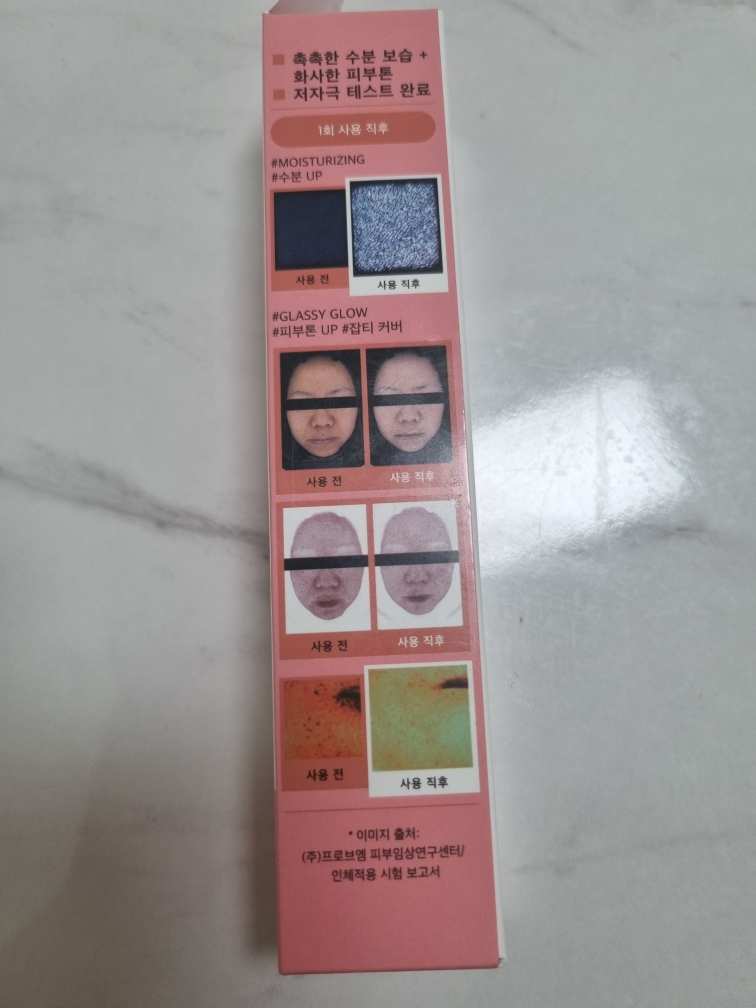 촉촉한 수분 보습 +
화사한 피부톤
저자극 테스트 완료
1회 사용 직후
#MOISTURIZING
#수분 UP
사용 전
사용 직후
#GLASSY GLOW
#피부톤 UP #잡티 커버
사용 전
사용 직후
사용 전
사용 직후
사용 전
사용 직후
* 이미지 출처:
(주)프로브엠 피부임상연구센터/
인체적용 시험 보고서